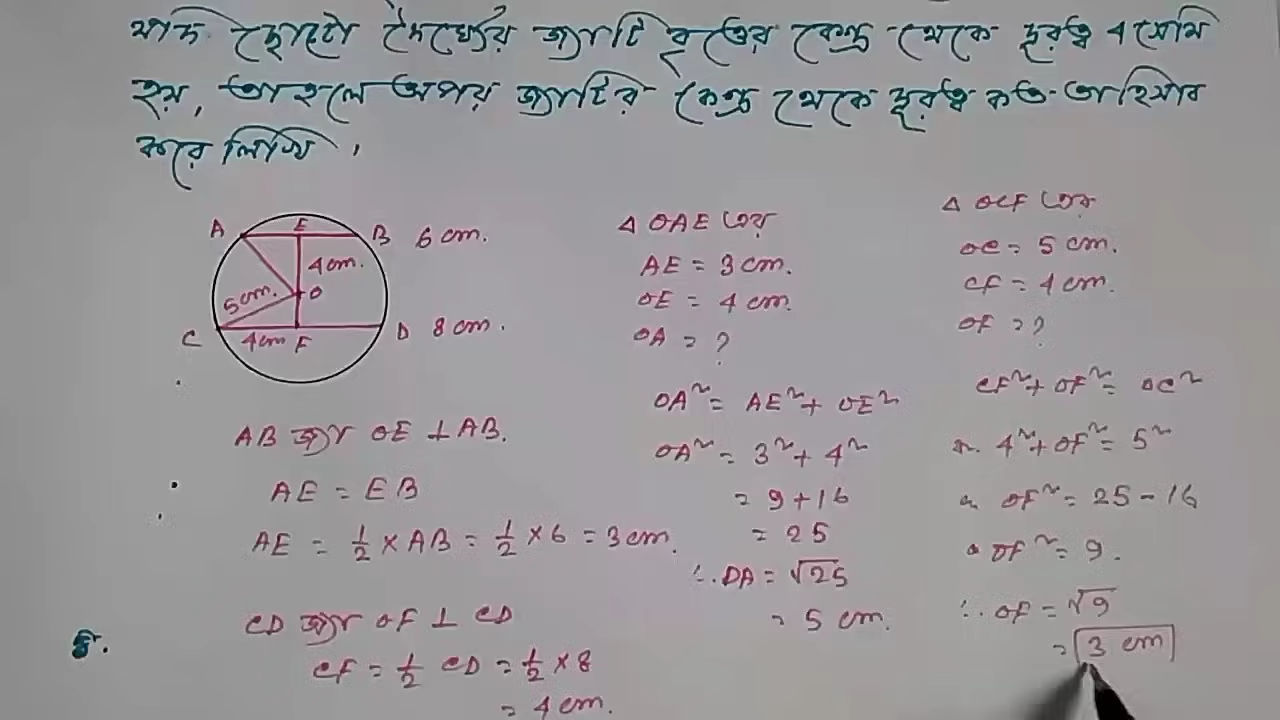 যদি ছোটো দৈর্ঘ্যের জ্যাটি বৃত্তের কেন্দ্র থেকে দূরত্ব 4 সেমি
হয়, তাহলে অপর জ্যাটির কেন্দ্র থেকে দূরত্ব কত তা হিসাব
করে লিখি।
A E B 6 cm.
4 cm.
5 cm. O
C 4 cm F D 8 cm.
AB জ্যা OE ⊥ AB.
AE = EB
AE = 1/2 × AB = 1/2 × 6 = 3 cm.
CD জ্যা OF ⊥ CD
CF = 1/2 CD = 1/2 × 8
= 4 cm.
Δ OAE এর
AE = 3 cm.
OE = 4 cm.
OA = ?
OA² = AE² + OE²
OA² = 3² + 4²
= 9 + 16
= 25
∴ OA = √25
= 5 cm.
Δ OCF এর
OC = 5 cm.
CF = 4 cm.
OF = ?
CF² + OF² = OC²
বা 4² + OF² = 5²
বা OF² = 25 - 16
বা OF² = 9.
∴ OF = √9
= 3 cm